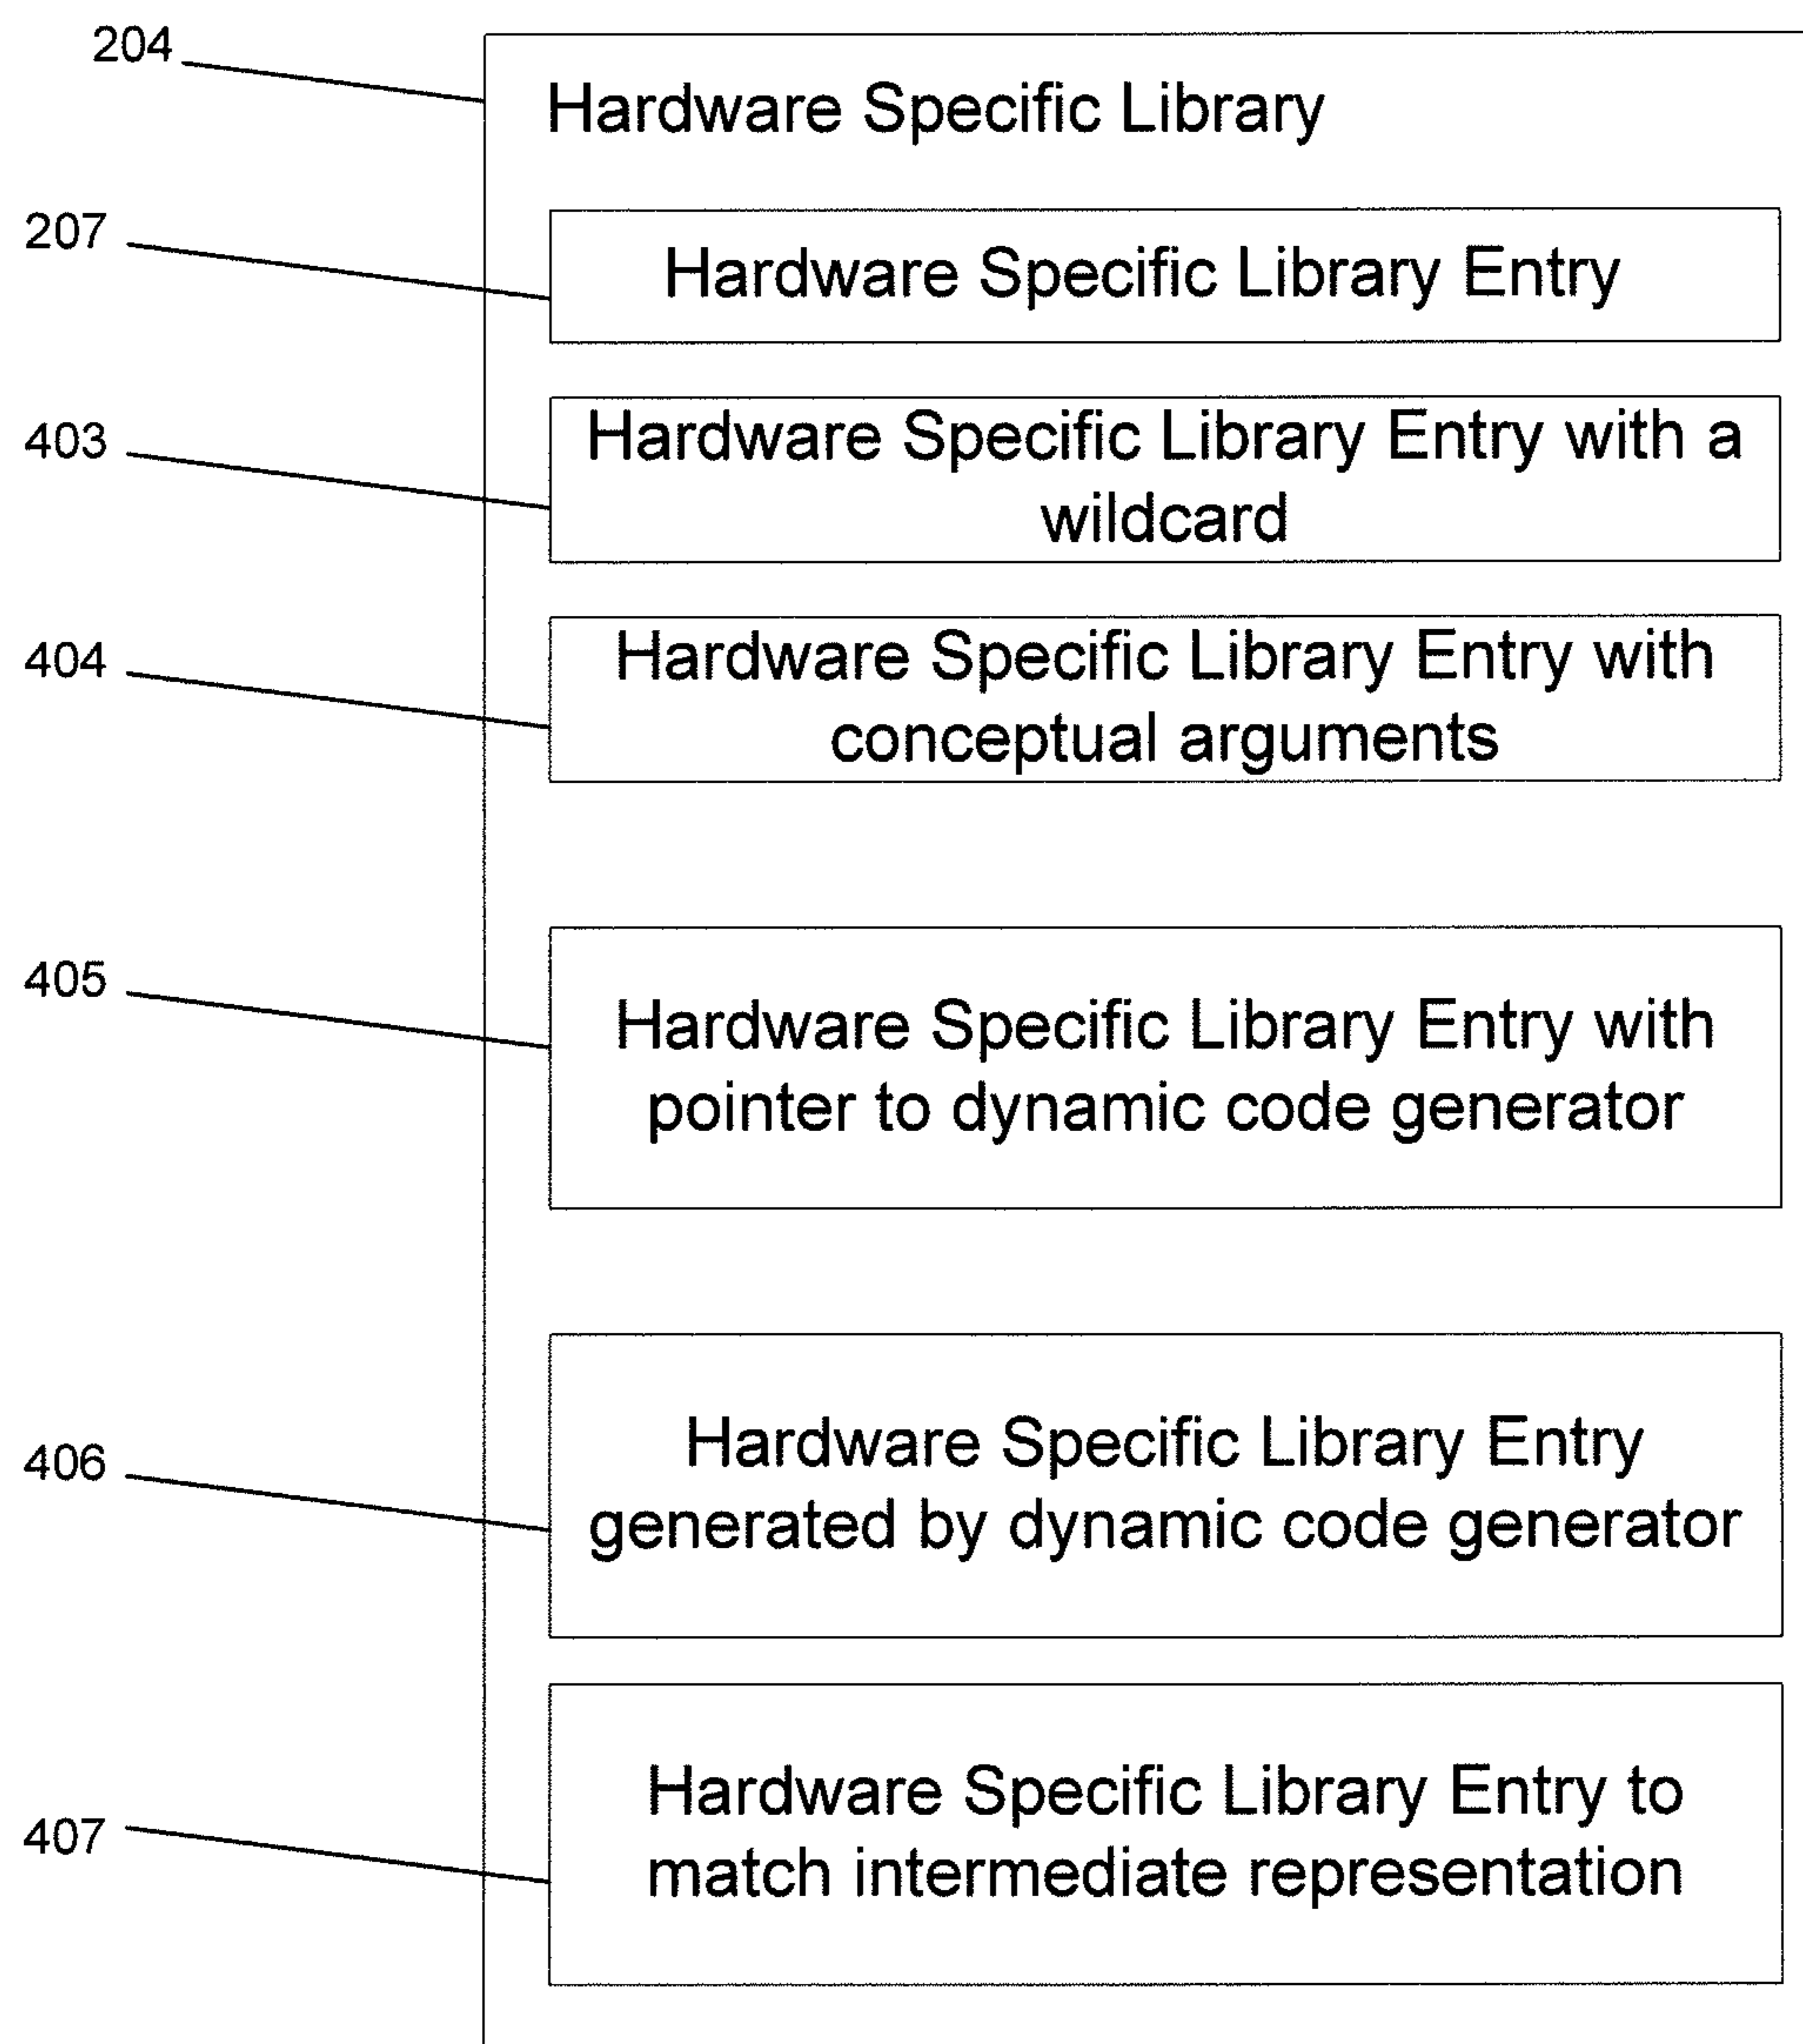 204
Hardware Specific Library
207
Hardware Specific Library Entry
403
Hardware Specific Library Entry with a
wildcard
404
Hardware Specific Library Entry with
conceptual arguments
405
Hardware Specific Library Entry with
pointer to dynamic code generator
406
Hardware Specific Library Entry
generated by dynamic code generator
407
Hardware Specific Library Entry to
match intermediate representation